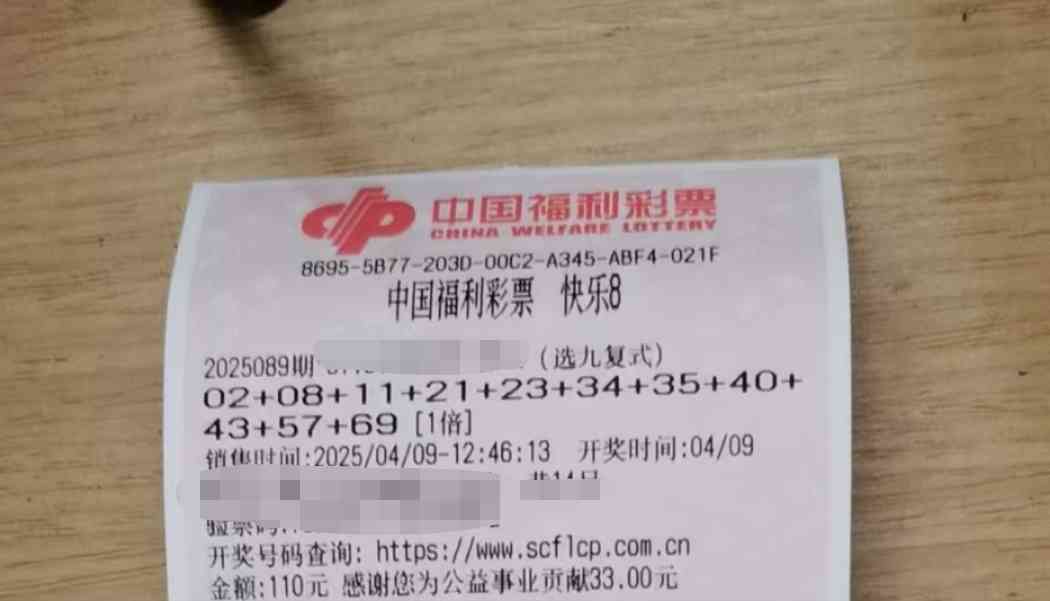 中国福利彩票
CHINA WELFARE LOTTERY
8695-5B77-203D-00C2-A345-ABF4-021F
中国福利彩票 快乐8
2025089期 (选九复式)
02+08+11+21+23+34+35+40+
43+57+69 [1倍]
销售时间:2025/04/09-12:46:13 开奖时间:04/09
验票码:
开奖号码查询: https://www.scflcp.com.cn
金额:110元 感谢您为公益事业贡献33.00元